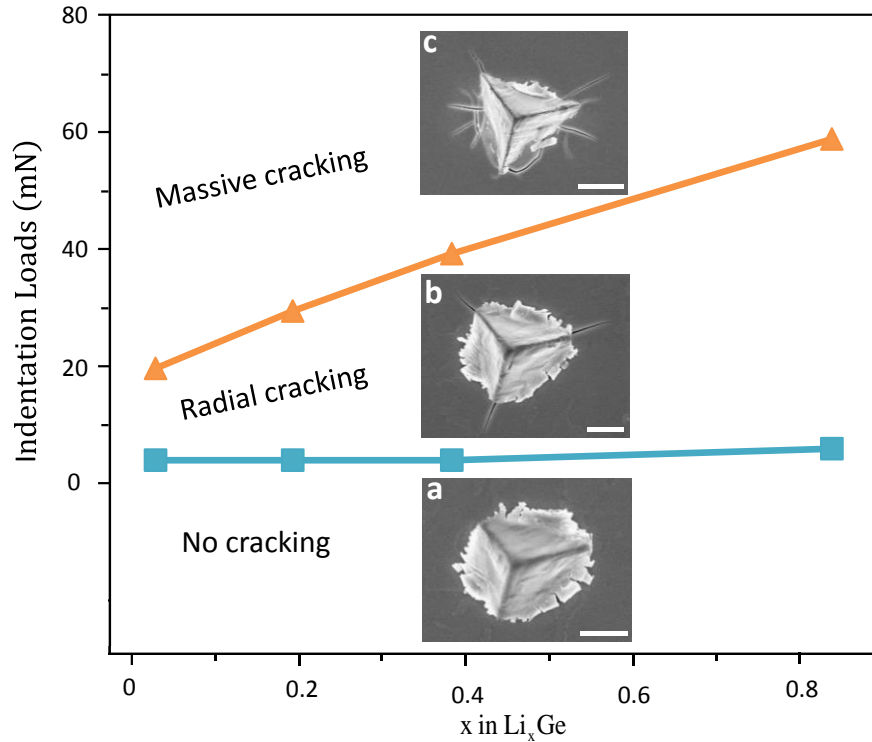 80
60
40
20
0
Indentation Loads (mN)
c
Massive cracking
b
Radial cracking
a
No cracking
0 0.2 0.4 0.6 0.8
x in LiₓGe